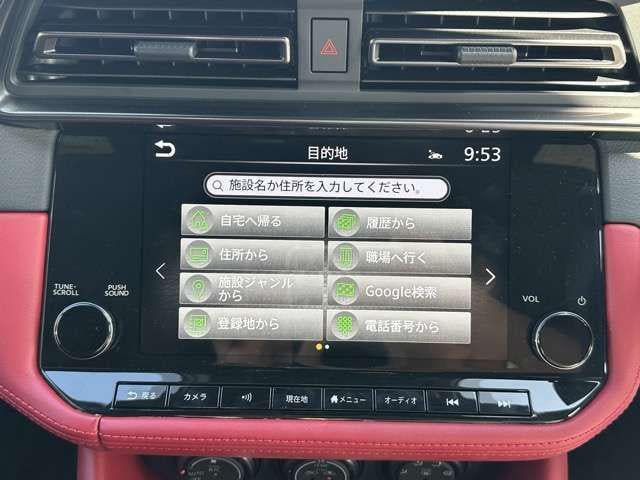 目的地
9:53
施設名か住所を入力してください。
自宅へ帰る
履歴から
住所から
職場へ行く
施設ジャンル
から
Google検索
登録地から
電話番号から
TUNE･
SCROLL
PUSH
SOUND
VOL
戻る
カメラ
現在地
メニュー
オーディオ
A/C